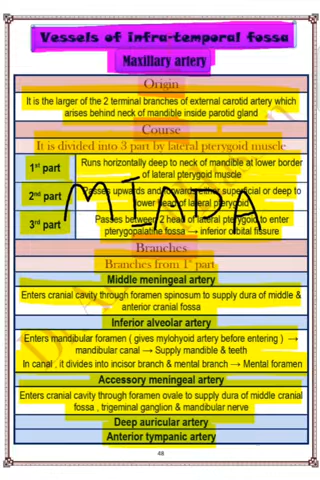 Vessels of infra-temporal fossa
Maxillary artery
Origin
It is the larger of the 2 terminal branches of external carotid artery which
arises behind neck of mandible inside parotid gland
Course
It is divided into 3 part by lateral pterygoid muscle
1st part
Runs horizontally deep to neck of mandible at lower border
of lateral pterygoid muscle
2nd part
Passes upwards and forwards either superficial or deep to
lower head of lateral pterygoid
3rd part
Passes between 2 head of lateral pterygoid to enter
pterygopalatine fossa → inferior orbital fissure
Branches
Branches from 1st part
Middle meningeal artery
Enters cranial cavity through foramen spinosum to supply dura of middle &
anterior cranial fossa
Inferior alveolar artery
Enters mandibular foramen ( gives mylohyoid artery before entering ) →
mandibular canal → Supply mandible & teeth
In canal , it divides into incisor branch & mental branch → Mental foramen
Accessory meningeal artery
Enters cranial cavity through foramen ovale to supply dura of middle cranial
fossa , trigeminal ganglion & mandibular nerve
Deep auricular artery
Anterior tympanic artery
48